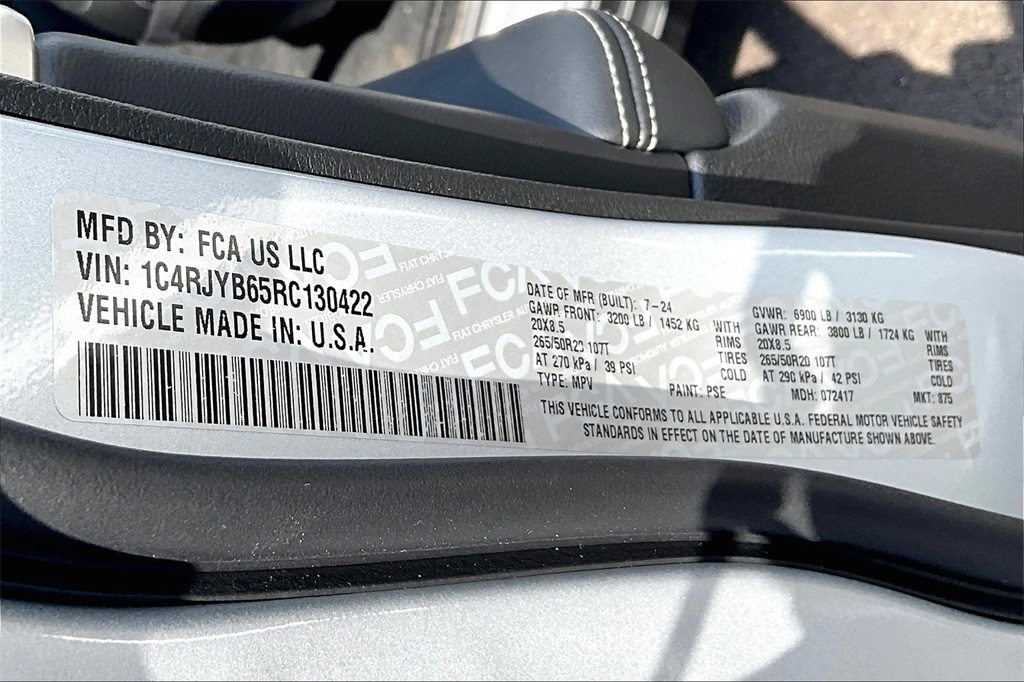 MFD BY: FCA US LLC
VIN: 1C4RJYB65RC130422
VEHICLE MADE IN: U.S.A.
DATE OF MFR (BUILT): 7-24
GAWR FRONT: 3200 LB / 1452 KG WITH
20X8.5 RIMS
265/50R20 107T TIRES
AT 270 kPa / 39 PSI COLD
TYPE: MPV PAINT: PSE
GVWR: 6900 LB / 3130 KG
GAWR REAR: 3800 LB / 1724 KG WITH
20X8.5 RIMS
265/50R20 107T TIRES
AT 290 kPa / 42 PSI COLD
MDH: 072417 MKT: 875
THIS VEHICLE CONFORMS TO ALL APPLICABLE U.S.A. FEDERAL MOTOR VEHICLE SAFETY
STANDARDS IN EFFECT ON THE DATE OF MANUFACTURE SHOWN ABOVE.